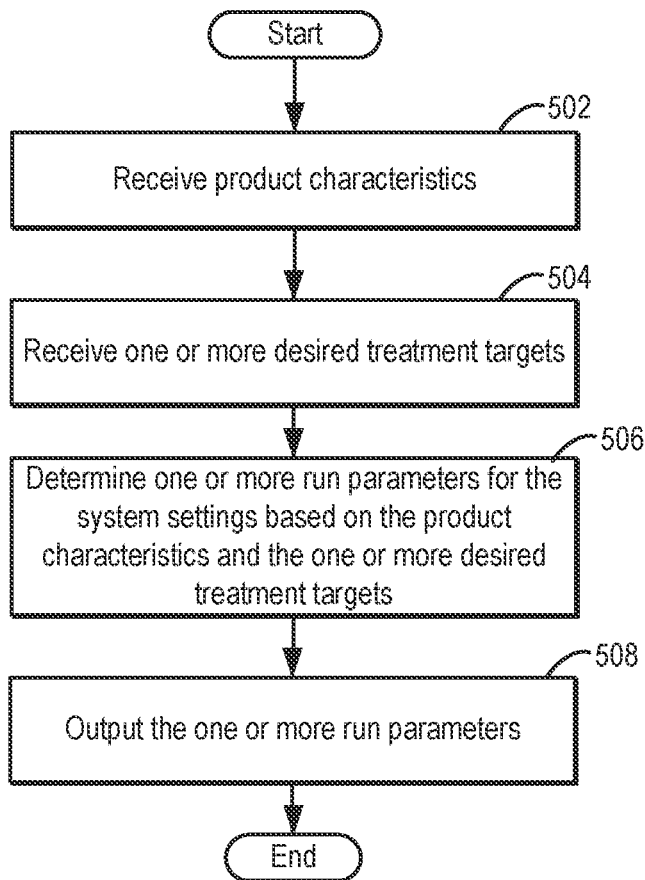 Start
502
Receive product characteristics
504
Receive one or more desired treatment targets
506
Determine one or more run parameters for the
system settings based on the product
characteristics and the one or more desired
treatment targets
508
Output the one or more run parameters
End